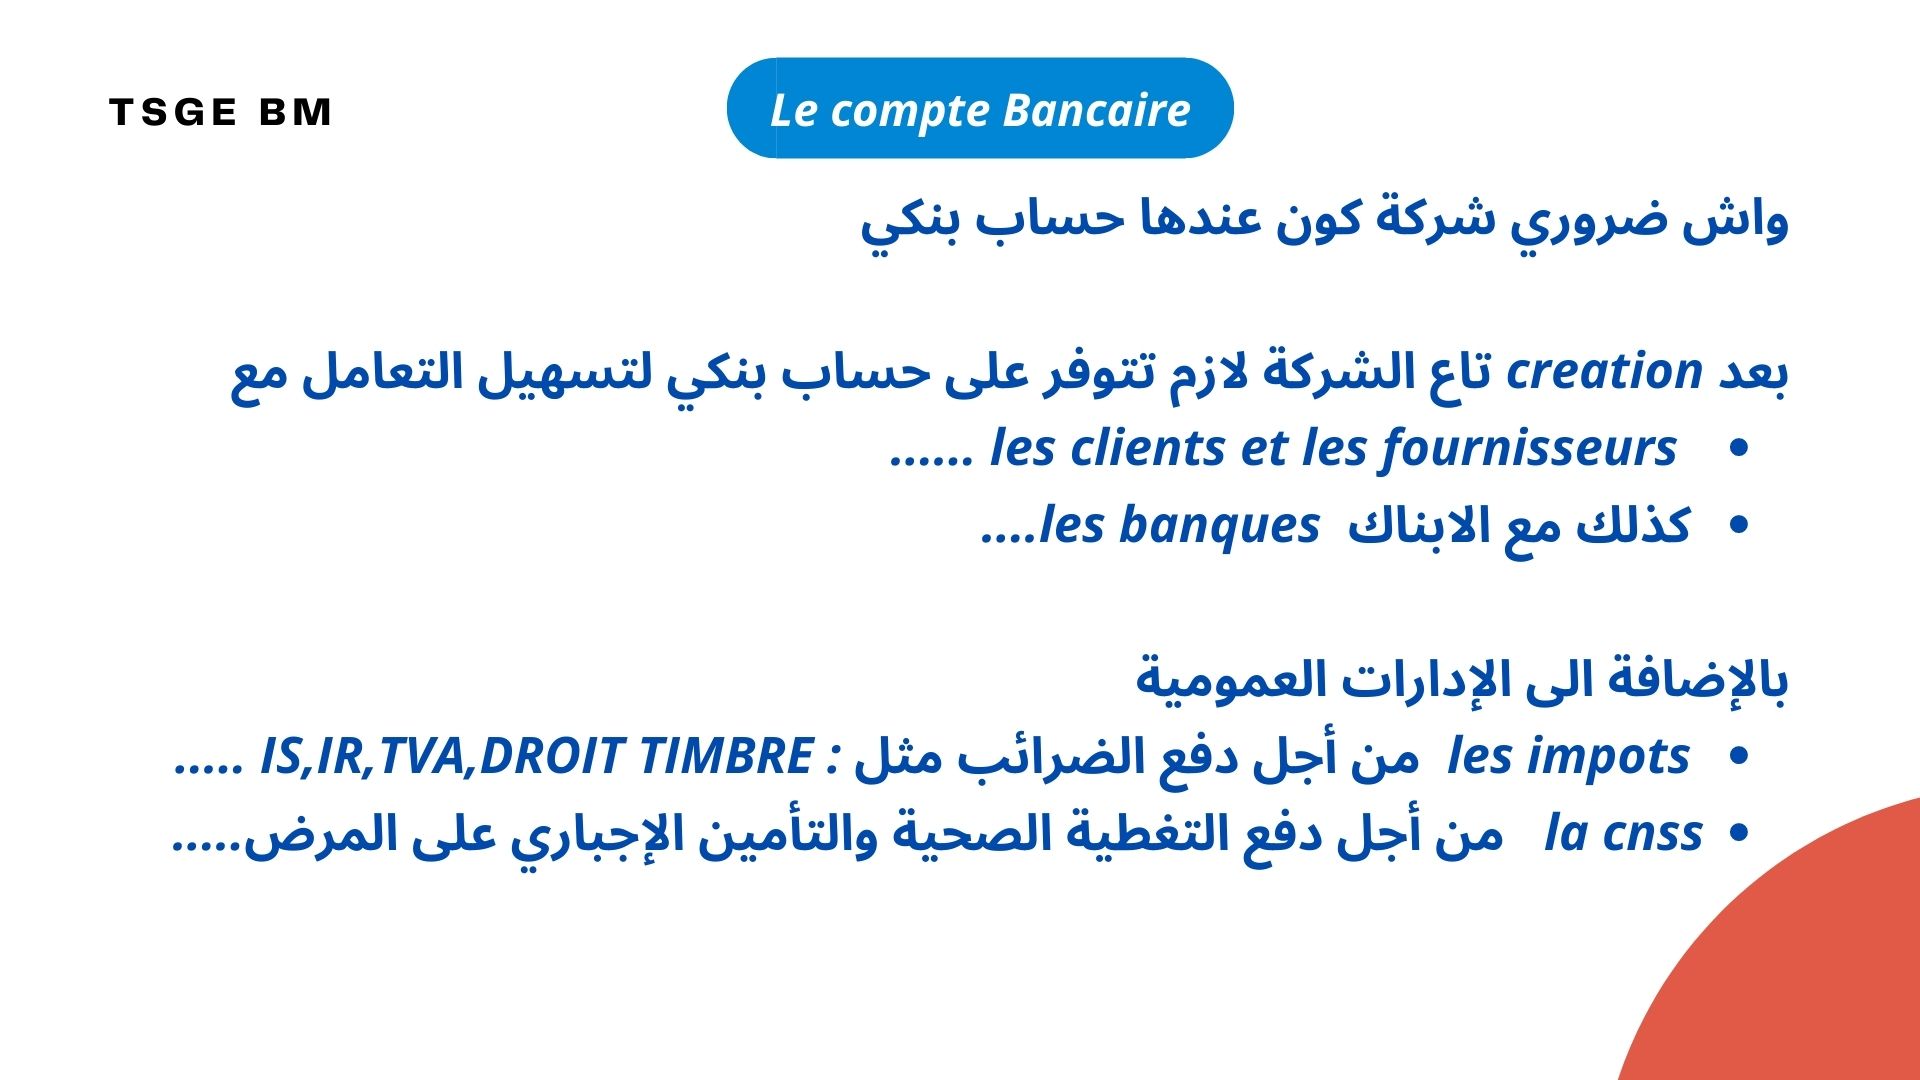 TSGE BM
Le compte Bancaire
واش ضروري شركة كون عندها حساب بنكي
بعد creation تاع الشركة لازم تتوفر على حساب بنكي لتسهيل التعامل مع
• les clients et les fournisseurs ......
• كذلك مع الابناك les banques....
بالإضافة الى الإدارات العمومية
• les impots من أجل دفع الضرائب مثل : IS,IR,TVA,DROIT TIMBRE .....
• la cnss من أجل دفع التغطية الصحية والتأمين الإجباري على المرض.....